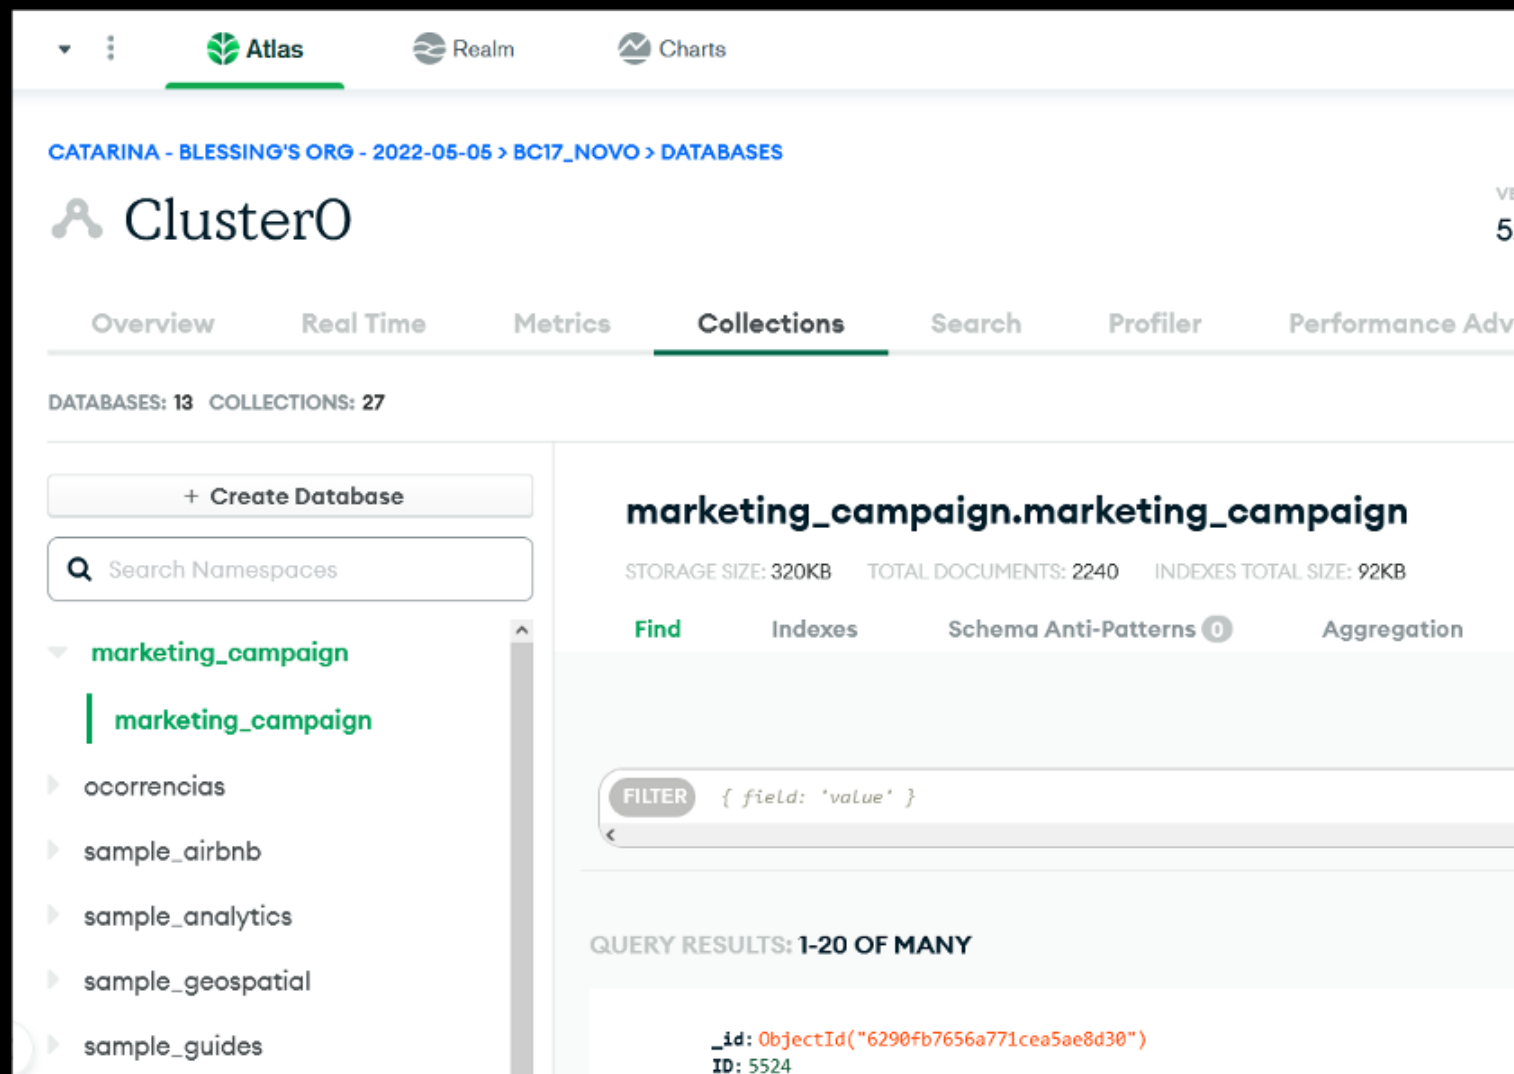 Atlas Realm Charts
CATARINA - BLESSING'S ORG - 2022-05-05 > BC17_NOVO > DATABASES
Cluster0
VE
5
Overview Real Time Metrics Collections Search Profiler Performance Adv
DATABASES: 13 COLLECTIONS: 27
+ Create Database
Search Namespaces
marketing_campaign
marketing_campaign
ocorrencias
sample_airbnb
sample_analytics
sample_geospatial
sample_guides
marketing_campaign.marketing_campaign
STORAGE SIZE: 320KB TOTAL DOCUMENTS: 2240 INDEXES TOTAL SIZE: 92KB
Find Indexes Schema Anti-Patterns 0 Aggregation
FILTER { field: 'value' }
QUERY RESULTS: 1-20 OF MANY
_id: ObjectId("6290fb7656a771cea5ae8d30")
ID: 5524